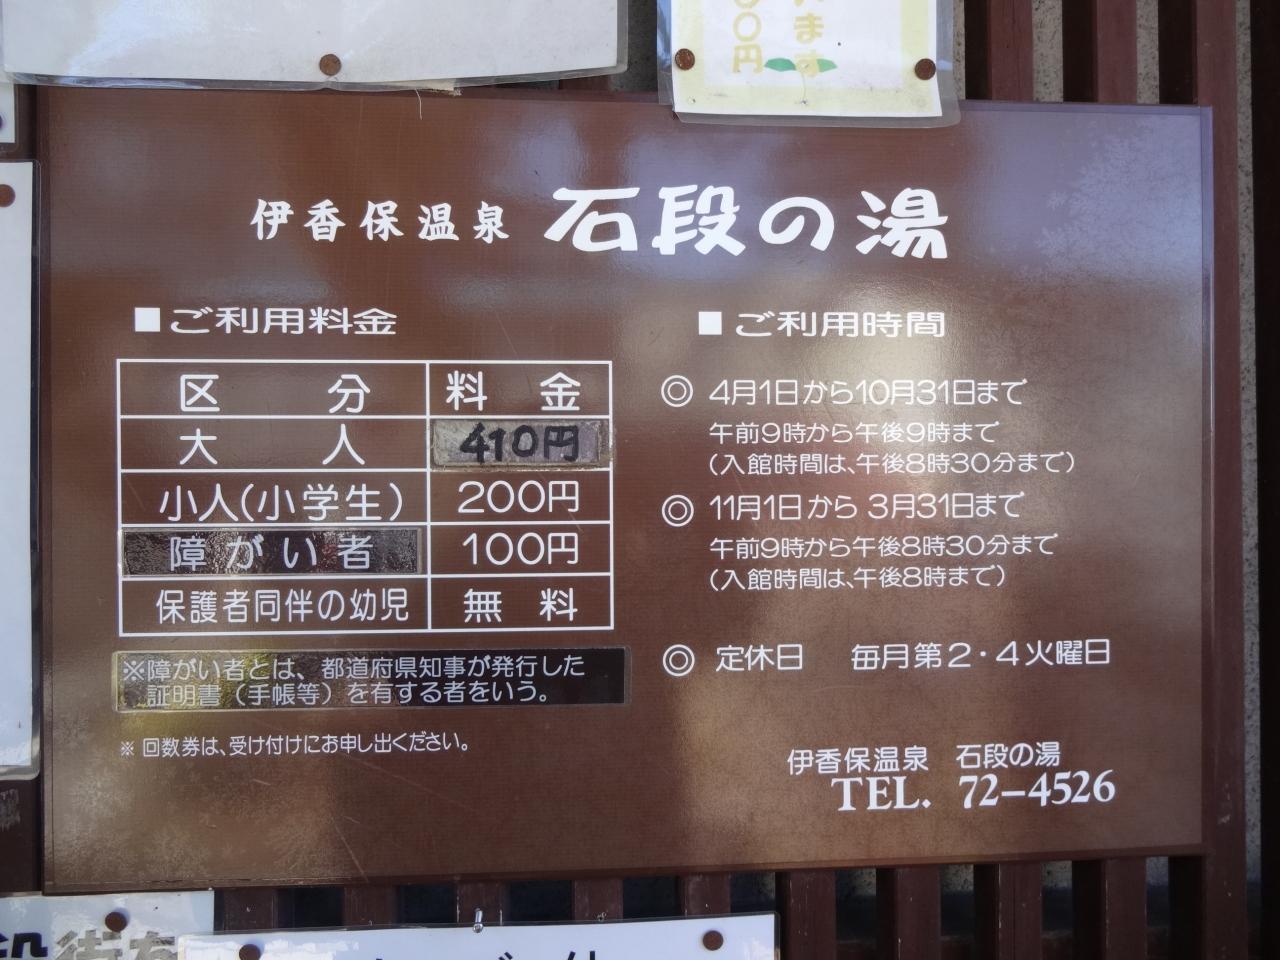 ます
00円
伊香保温泉 石段の湯
■ご利用料金
区分 料金
大人 410円
小人(小学生) 200円
障がい者 100円
保護者同伴の幼児 無料
※障がい者とは、都道府県知事が発行した
証明書（手帳等）を有する者をいう。
※ 回数券は、受け付けにお申し出ください。
■ご利用時間
◎ 4月1日から10月31日まで
午前9時から午後9時まで
(入館時間は、午後8時30分まで)
◎ 11月1日から 3月31日まで
午前9時から午後8時30分まで
(入館時間は、午後8時まで)
◎ 定休日 毎月第2・4火曜日
伊香保温泉 石段の湯
TEL. 72-4526
段街